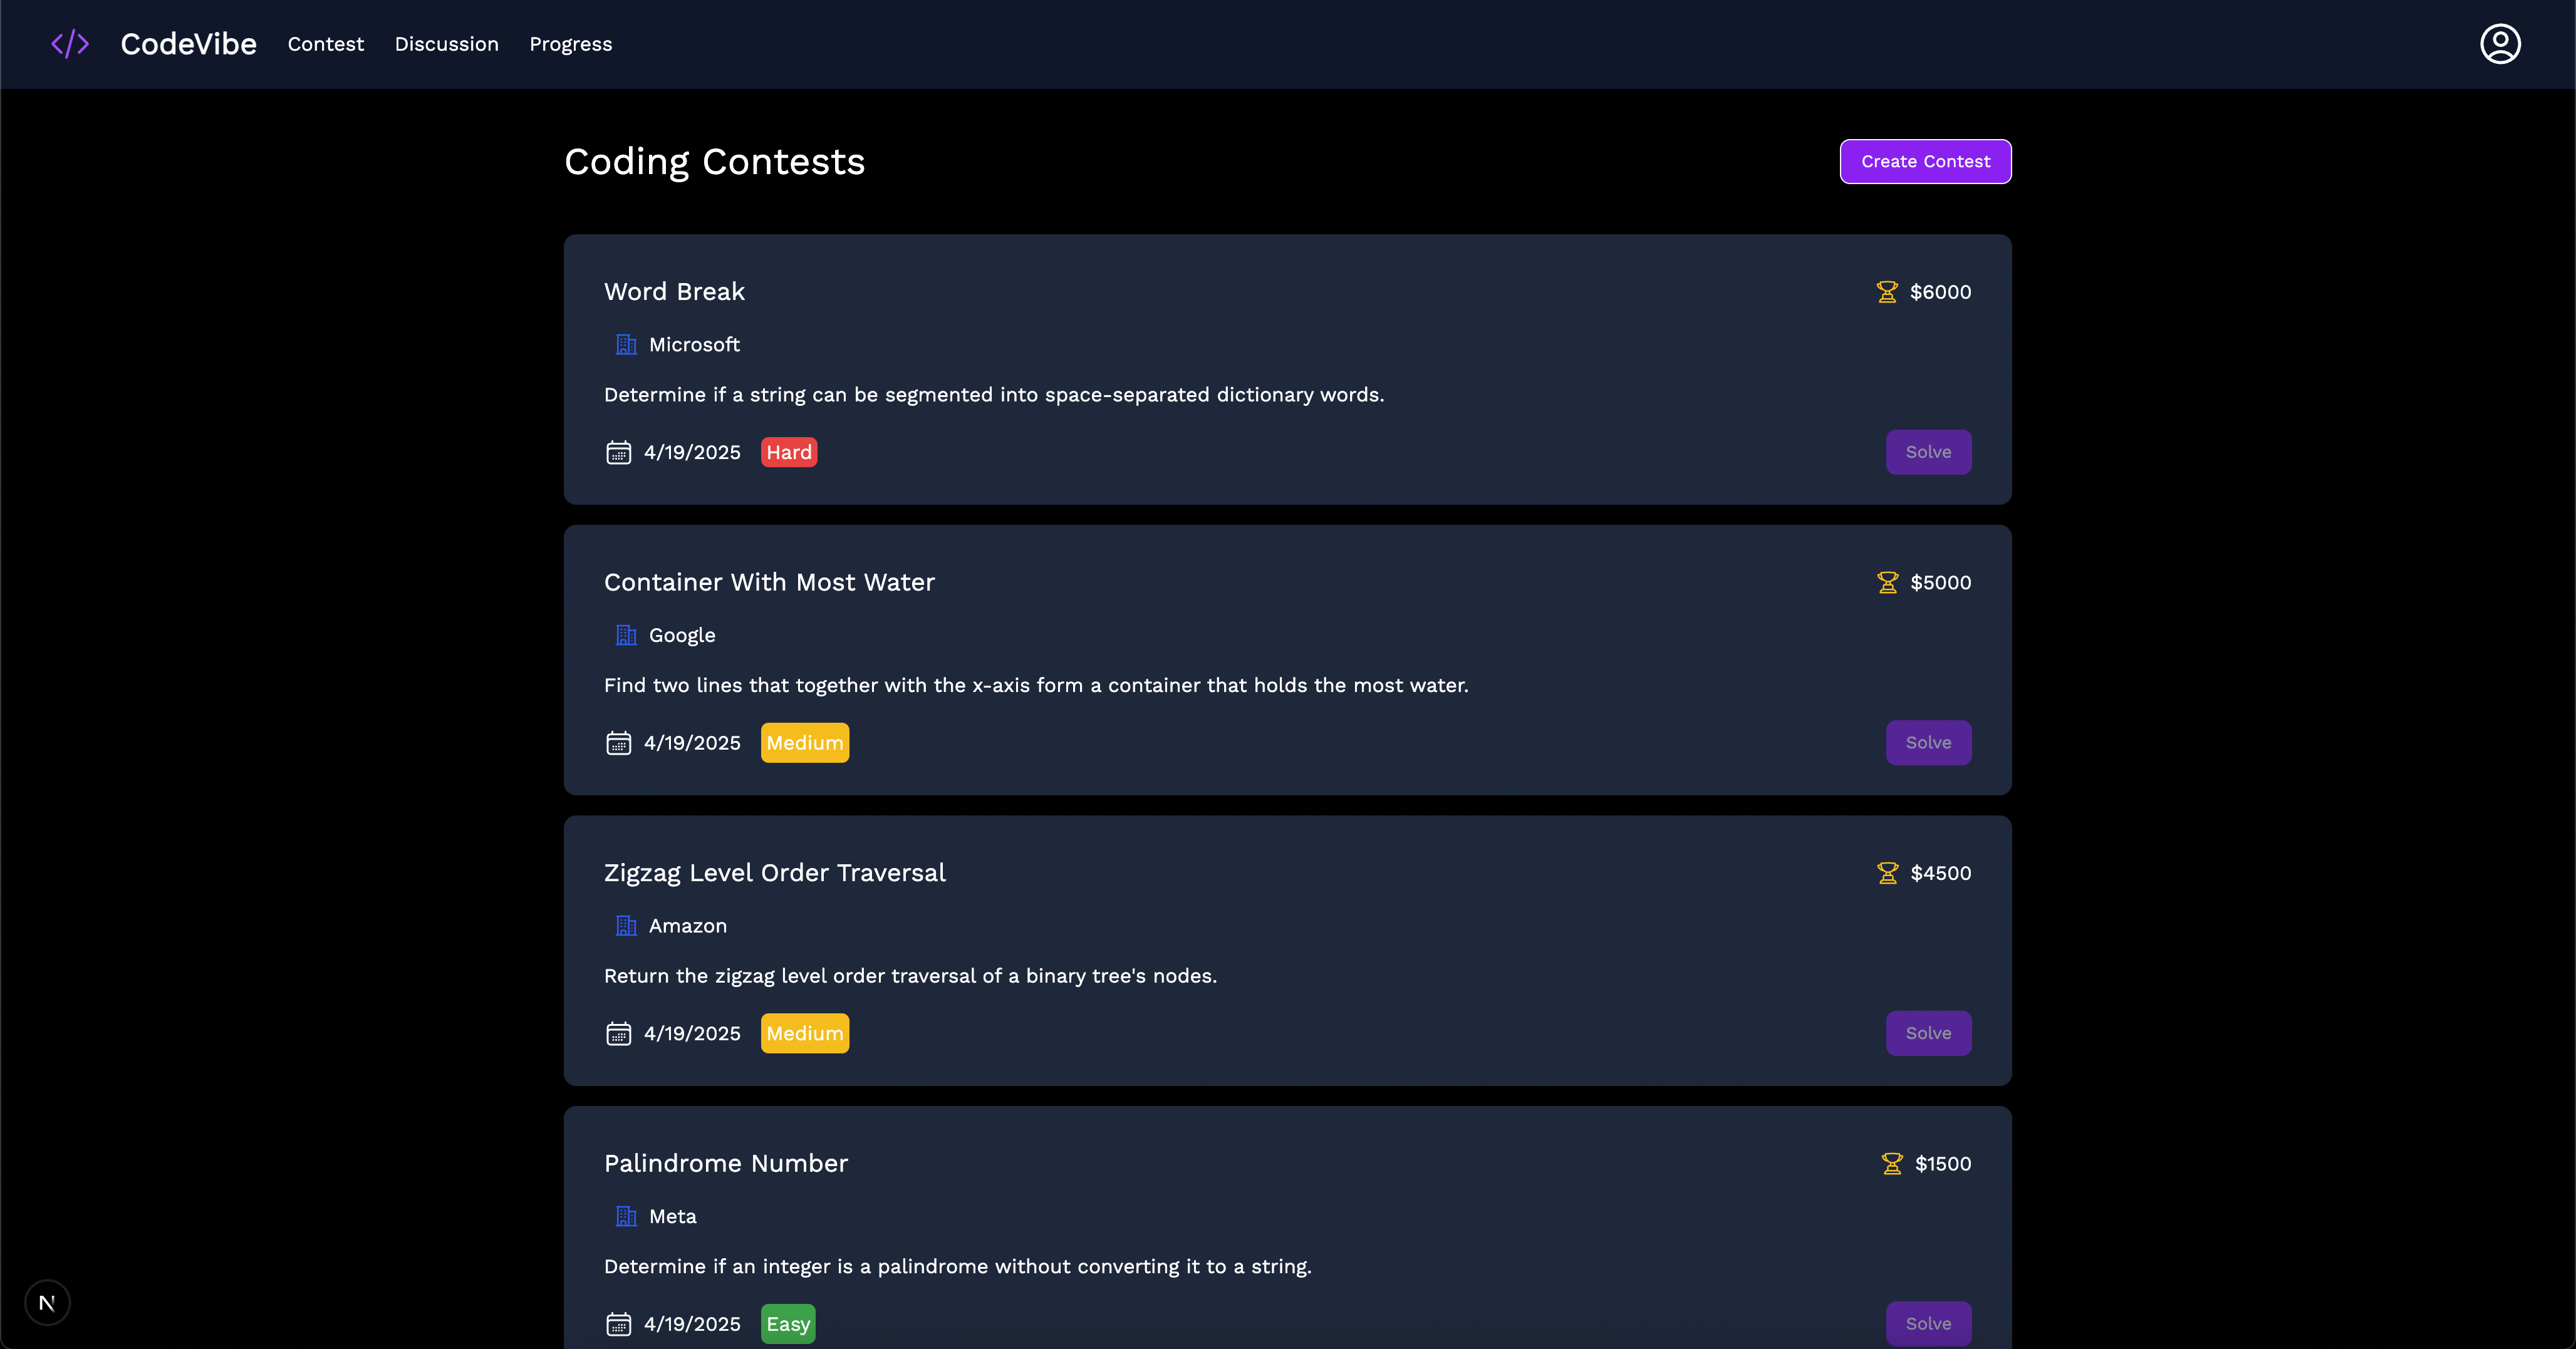 CodeVibe Contest Discussion Progress
Coding Contests
Create Contest
Word Break
$6000
Microsoft
Determine if a string can be segmented into space-separated dictionary words.
4/19/2025 Hard
Solve
Container With Most Water
$5000
Google
Find two lines that together with the x-axis form a container that holds the most water.
4/19/2025 Medium
Solve
Zigzag Level Order Traversal
$4500
Amazon
Return the zigzag level order traversal of a binary tree's nodes.
4/19/2025 Medium
Solve
Palindrome Number
$1500
Meta
Determine if an integer is a palindrome without converting it to a string.
4/19/2025 Easy
Solve
N